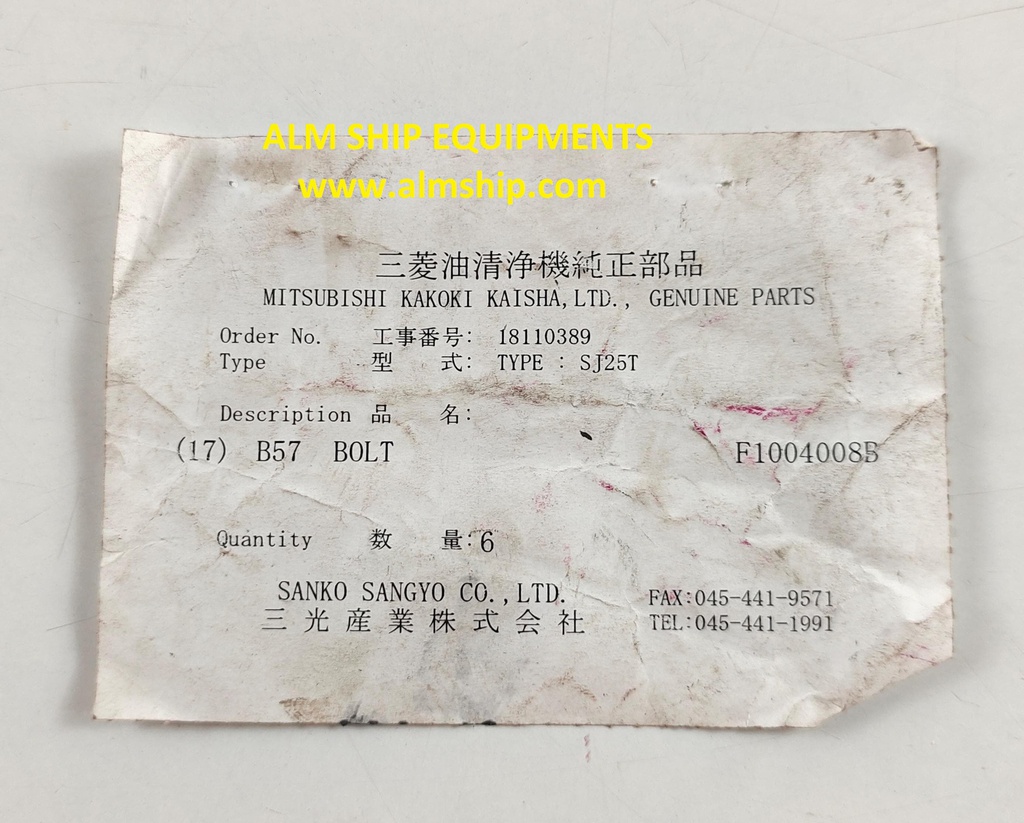 ALM SHIP EQUIPMENTS
www.almship.com
三菱油清浄機純正部品
MITSUBISHI KAKOKI KAISHA,LTD., GENUINE PARTS
Order No. 工事番号: 18110389
Type 型 式: TYPE : SJ25T
Description 品 名:
(17) B57 BOLT F1004008B
Quantity 数 量:6
SANKO SANGYO CO.,LTD. FAX:045-441-9571
三光産業株式会社 TEL:045-441-1991